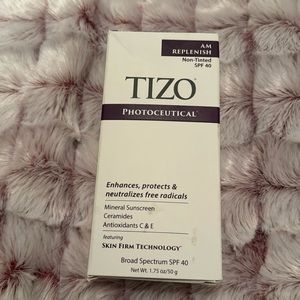 AM
REPLENISH
Non-Tinted
SPF 40
TIZO
PHOTOCEUTICAL
Enhances, protects &
neutralizes free radicals
Mineral Sunscreen
Ceramides
Antioxidants C & E
featuring
SKIN FIRM TECHNOLOGY™
Broad Spectrum SPF 40
Net Wt. 1.75 oz/50 g